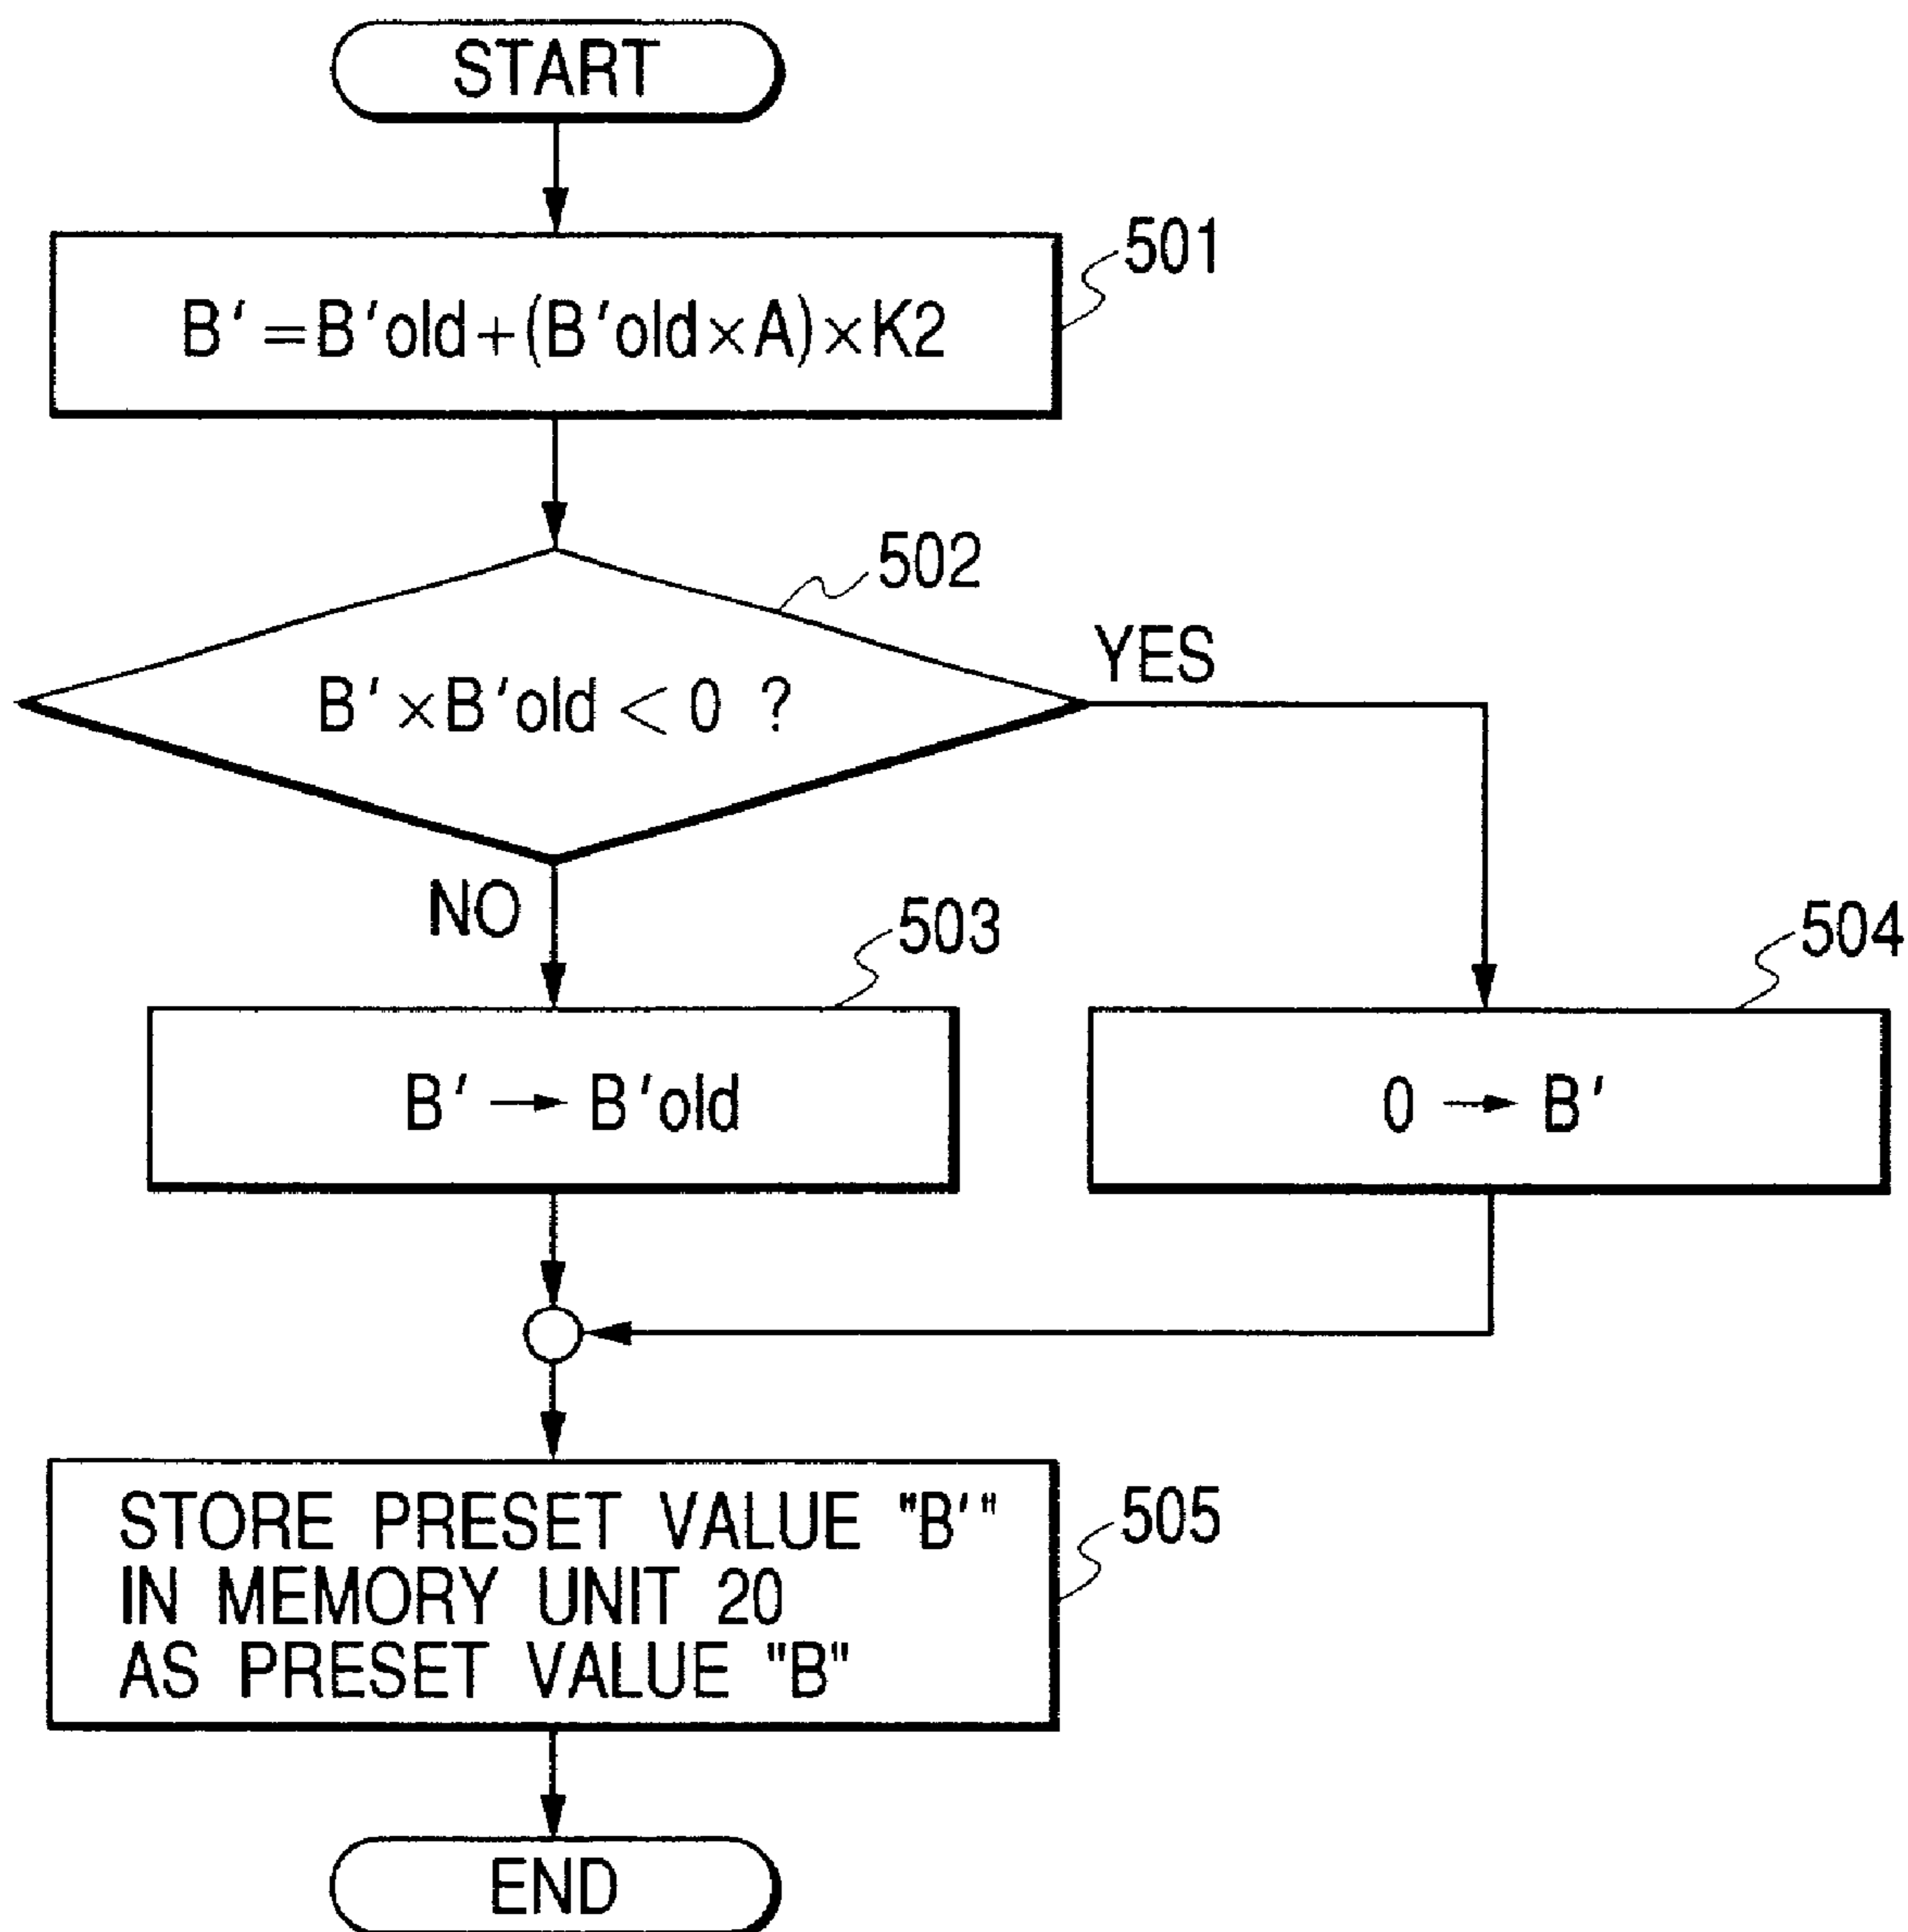 START
501
B' = B'old + (B'old × A) × K2
502
YES
B' × B'old < 0 ?
NO
503
504
B' → B'old
0 → B'
STORE PRESET VALUE "B'"
505
IN MEMORY UNIT 20
AS PRESET VALUE "B"
END